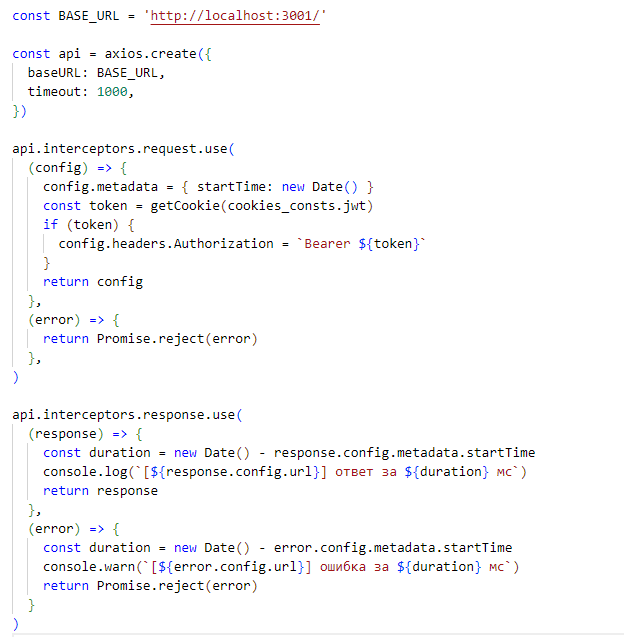 const BASE_URL = 'http://localhost:3001/'
const api = axios.create({
  baseURL: BASE_URL,
  timeout: 1000,
})
api.interceptors.request.use(
  (config) => {
    config.metadata = { startTime: new Date() }
    const token = getCookie(cookies_consts.jwt)
    if (token) {
      config.headers.Authorization = `Bearer ${token}`
    }
    return config
  },
  (error) => {
    return Promise.reject(error)
  },
)
api.interceptors.response.use(
  (response) => {
    const duration = new Date() - response.config.metadata.startTime
    console.log(`[${response.config.url}] ответ за ${duration} мс`)
    return response
  },
  (error) => {
    const duration = new Date() - error.config.metadata.startTime
    console.warn(`[${error.config.url}] ошибка за ${duration} мс`)
    return Promise.reject(error)
  }
)